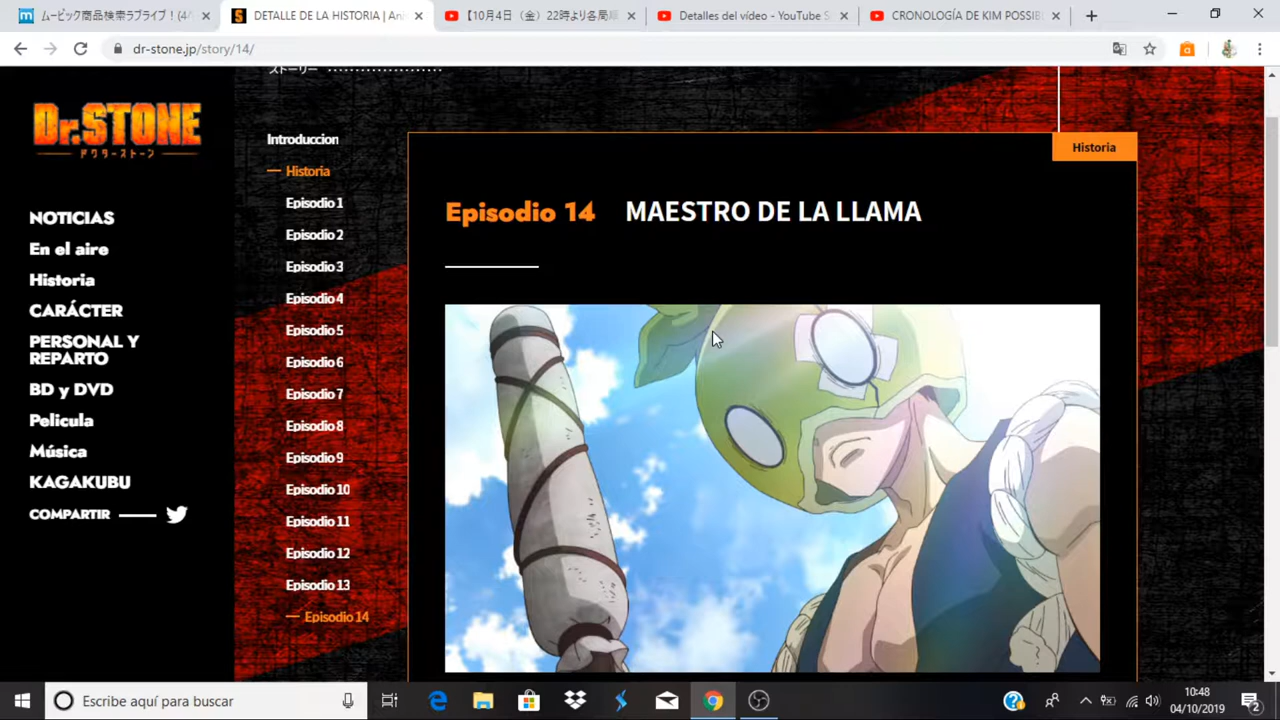 ムービック商品検索ラブライブ！(4/
DETALLE DE LA HISTORIA | Ani
【10月4日（金）22時より各局順
Detalles del vídeo - YouTube S
CRONOLOGÍA DE KIM POSSIBL
dr-stone.jp/story/14/
ストーリー
Dr.STONE
ドクターストーン
NOTICIAS
En el aire
Historia
CARÁCTER
PERSONAL Y
REPARTO
BD y DVD
Pelicula
Música
KAGAKUBU
COMPARTIR
Introduccion
Historia
Episodio 1
Episodio 2
Episodio 3
Episodio 4
Episodio 5
Episodio 6
Episodio 7
Episodio 8
Episodio 9
Episodio 10
Episodio 11
Episodio 12
Episodio 13
Episodio 14
Historia
Episodio 14 MAESTRO DE LA LLAMA
Escribe aquí para buscar
10:48
04/10/2019
2